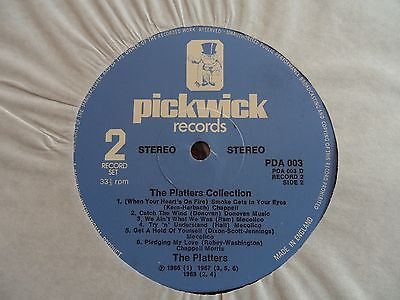 pickwick
records
2
RECORD
SET
33⅓ rpm
STEREO STEREO
PDA 003
PDA 003 D
RECORD 2
SIDE 2
The Platters Collection
1. (When Your Heart's On Fire) Smoke Gets in Your Eyes
(Kern-Harbach) Chappell
2. Catch The Wind (Donovan) Donovan Music
3. We Ain't What We Was (Ram) Mecolico
4. Try 'n' Understand (Hall) Mecolico
5. Get A Hold of Yourself (Dixon-Scott-Jennings)
Mecolico
6. Pledging My Love (Robey-Washington)
Chappell Morris
The Platters
℗ 1966 (1) 1967 (3, 5, 6)
1968 (2, 4)
MADE IN ENGLAND